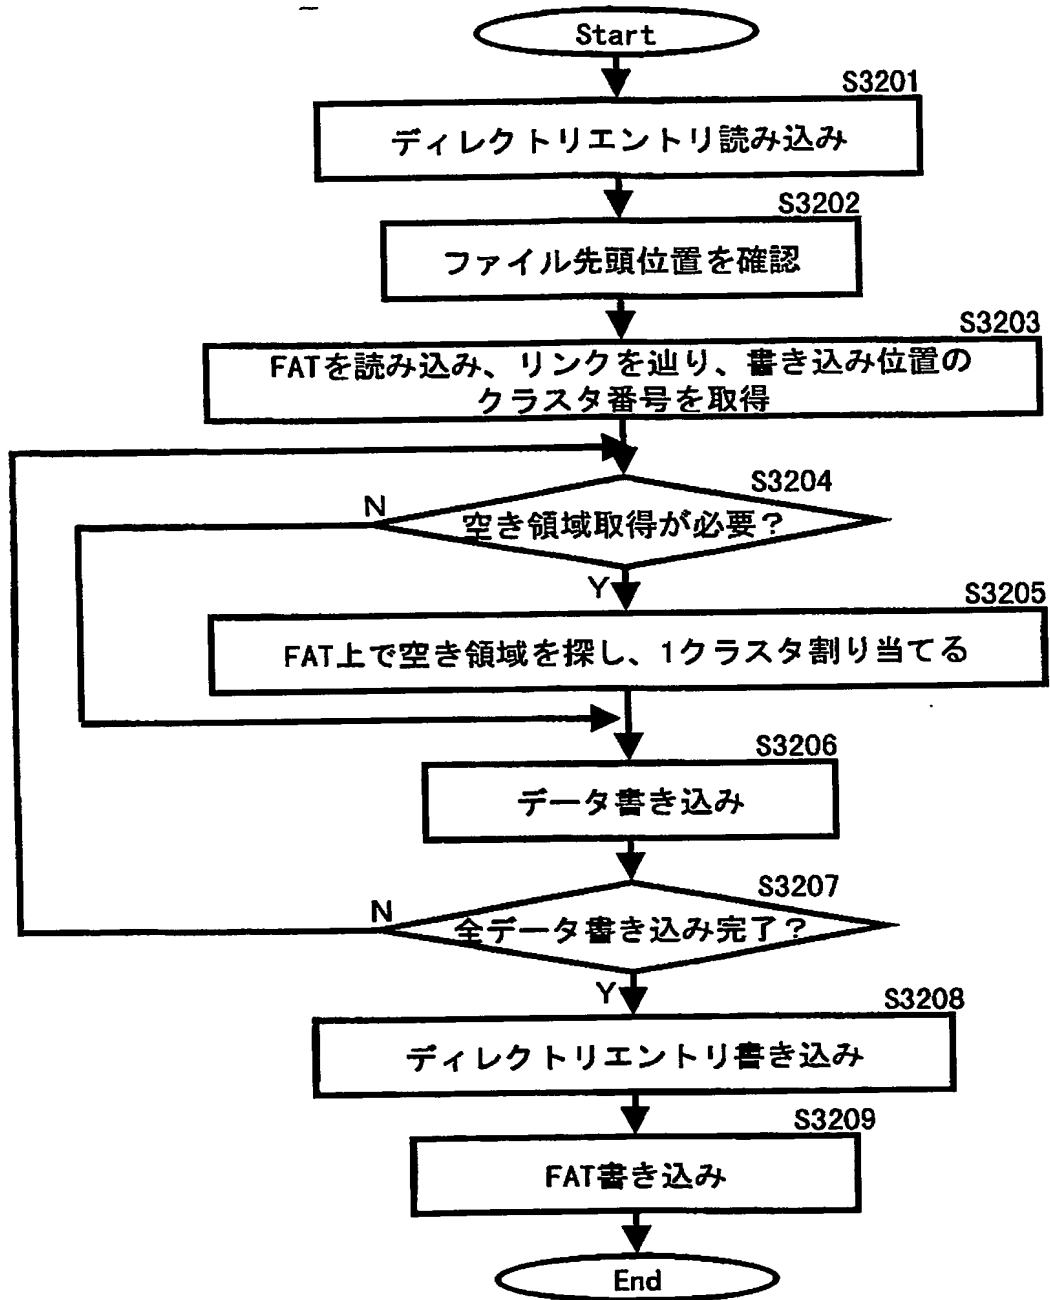 Start
S3201
ディレクトリエントリ読み込み
S3202
ファイル先頭位置を確認
S3203
FATを読み込み、リンクを辿り、書き込み位置の
クラスタ番号を取得
S3204
N
空き領域取得が必要？
Y
S3205
FAT上で空き領域を探し、1クラスタ割り当てる
S3206
データ書き込み
S3207
N
全データ書き込み完了？
Y
S3208
ディレクトリエントリ書き込み
S3209
FAT書き込み
End